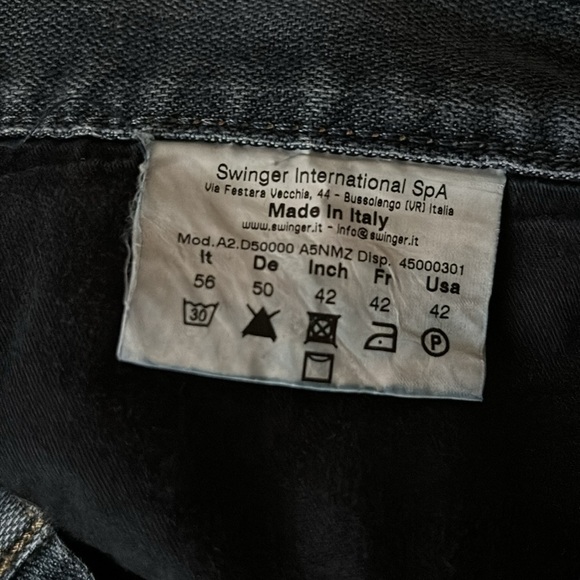 Swinger International SpA
Via Festara Vecchia, 44 - Bussolengo (VR) Italia
Made In Italy
www.swinger.it - info@swinger.it
Mod.A2.D50000 A5NMZ Disp. 45000301
It De Inch Fr Usa
56 50 42 42 42
30 P